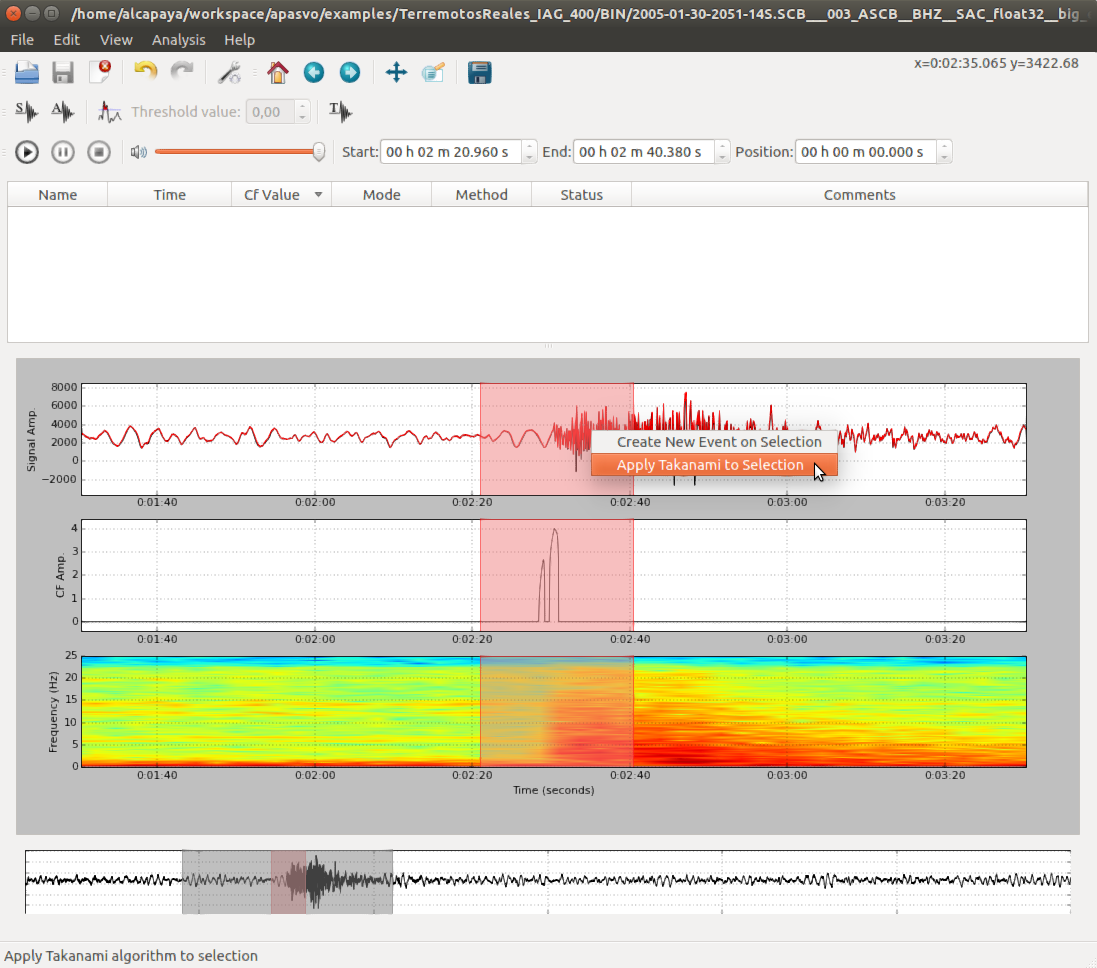 /home/alcapaya/workspace/apasvo/examples/TerremotosReales_IAG_400/BIN/2005-01-30-2051-14S.SCB___003_ASCB__BHZ__SAC_float32__big_
File Edit View Analysis Help
x=0:02:35.065 y=3422.68
S A Threshold value: 0,00 T
Start: 00 h 02 m 20.960 s End: 00 h 02 m 40.380 s Position: 00 h 00 m 00.000 s
Name Time Cf Value Mode Method Status Comments
Signal Amp.
8000
6000
4000
2000
0
−2000
Create New Event on Selection
Apply Takanami to Selection
0:01:40 0:02:00 0:02:20 0:02:40 0:03:00 0:03:20
CF Amp.
4
3
2
1
0
0:01:40 0:02:00 0:02:20 0:02:40 0:03:00 0:03:20
Frequency (Hz)
25
20
15
10
5
0
0:01:40 0:02:00 0:02:20 0:02:40 0:03:00 0:03:20
Time (seconds)
Apply Takanami algorithm to selection